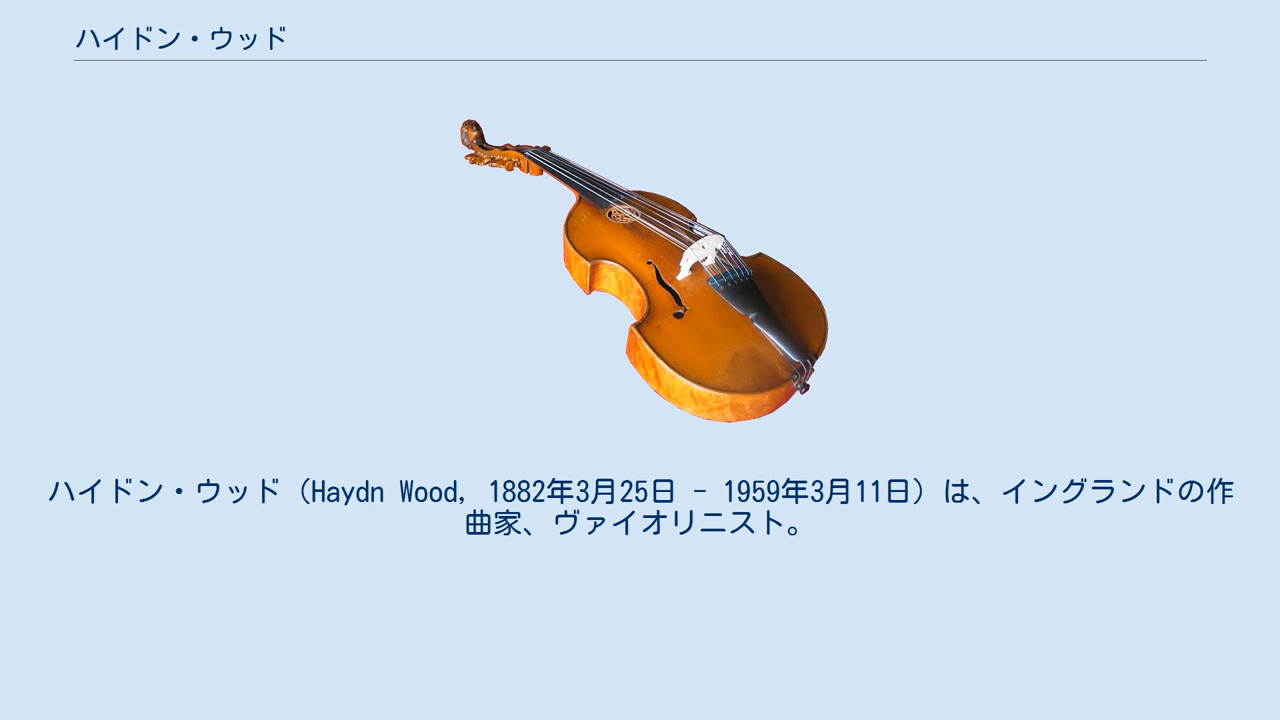 ハイドン・ウッド
ハイドン・ウッド（Haydn Wood, 1882年3月25日 - 1959年3月11日）は、イングランドの作
曲家、ヴァイオリニスト。